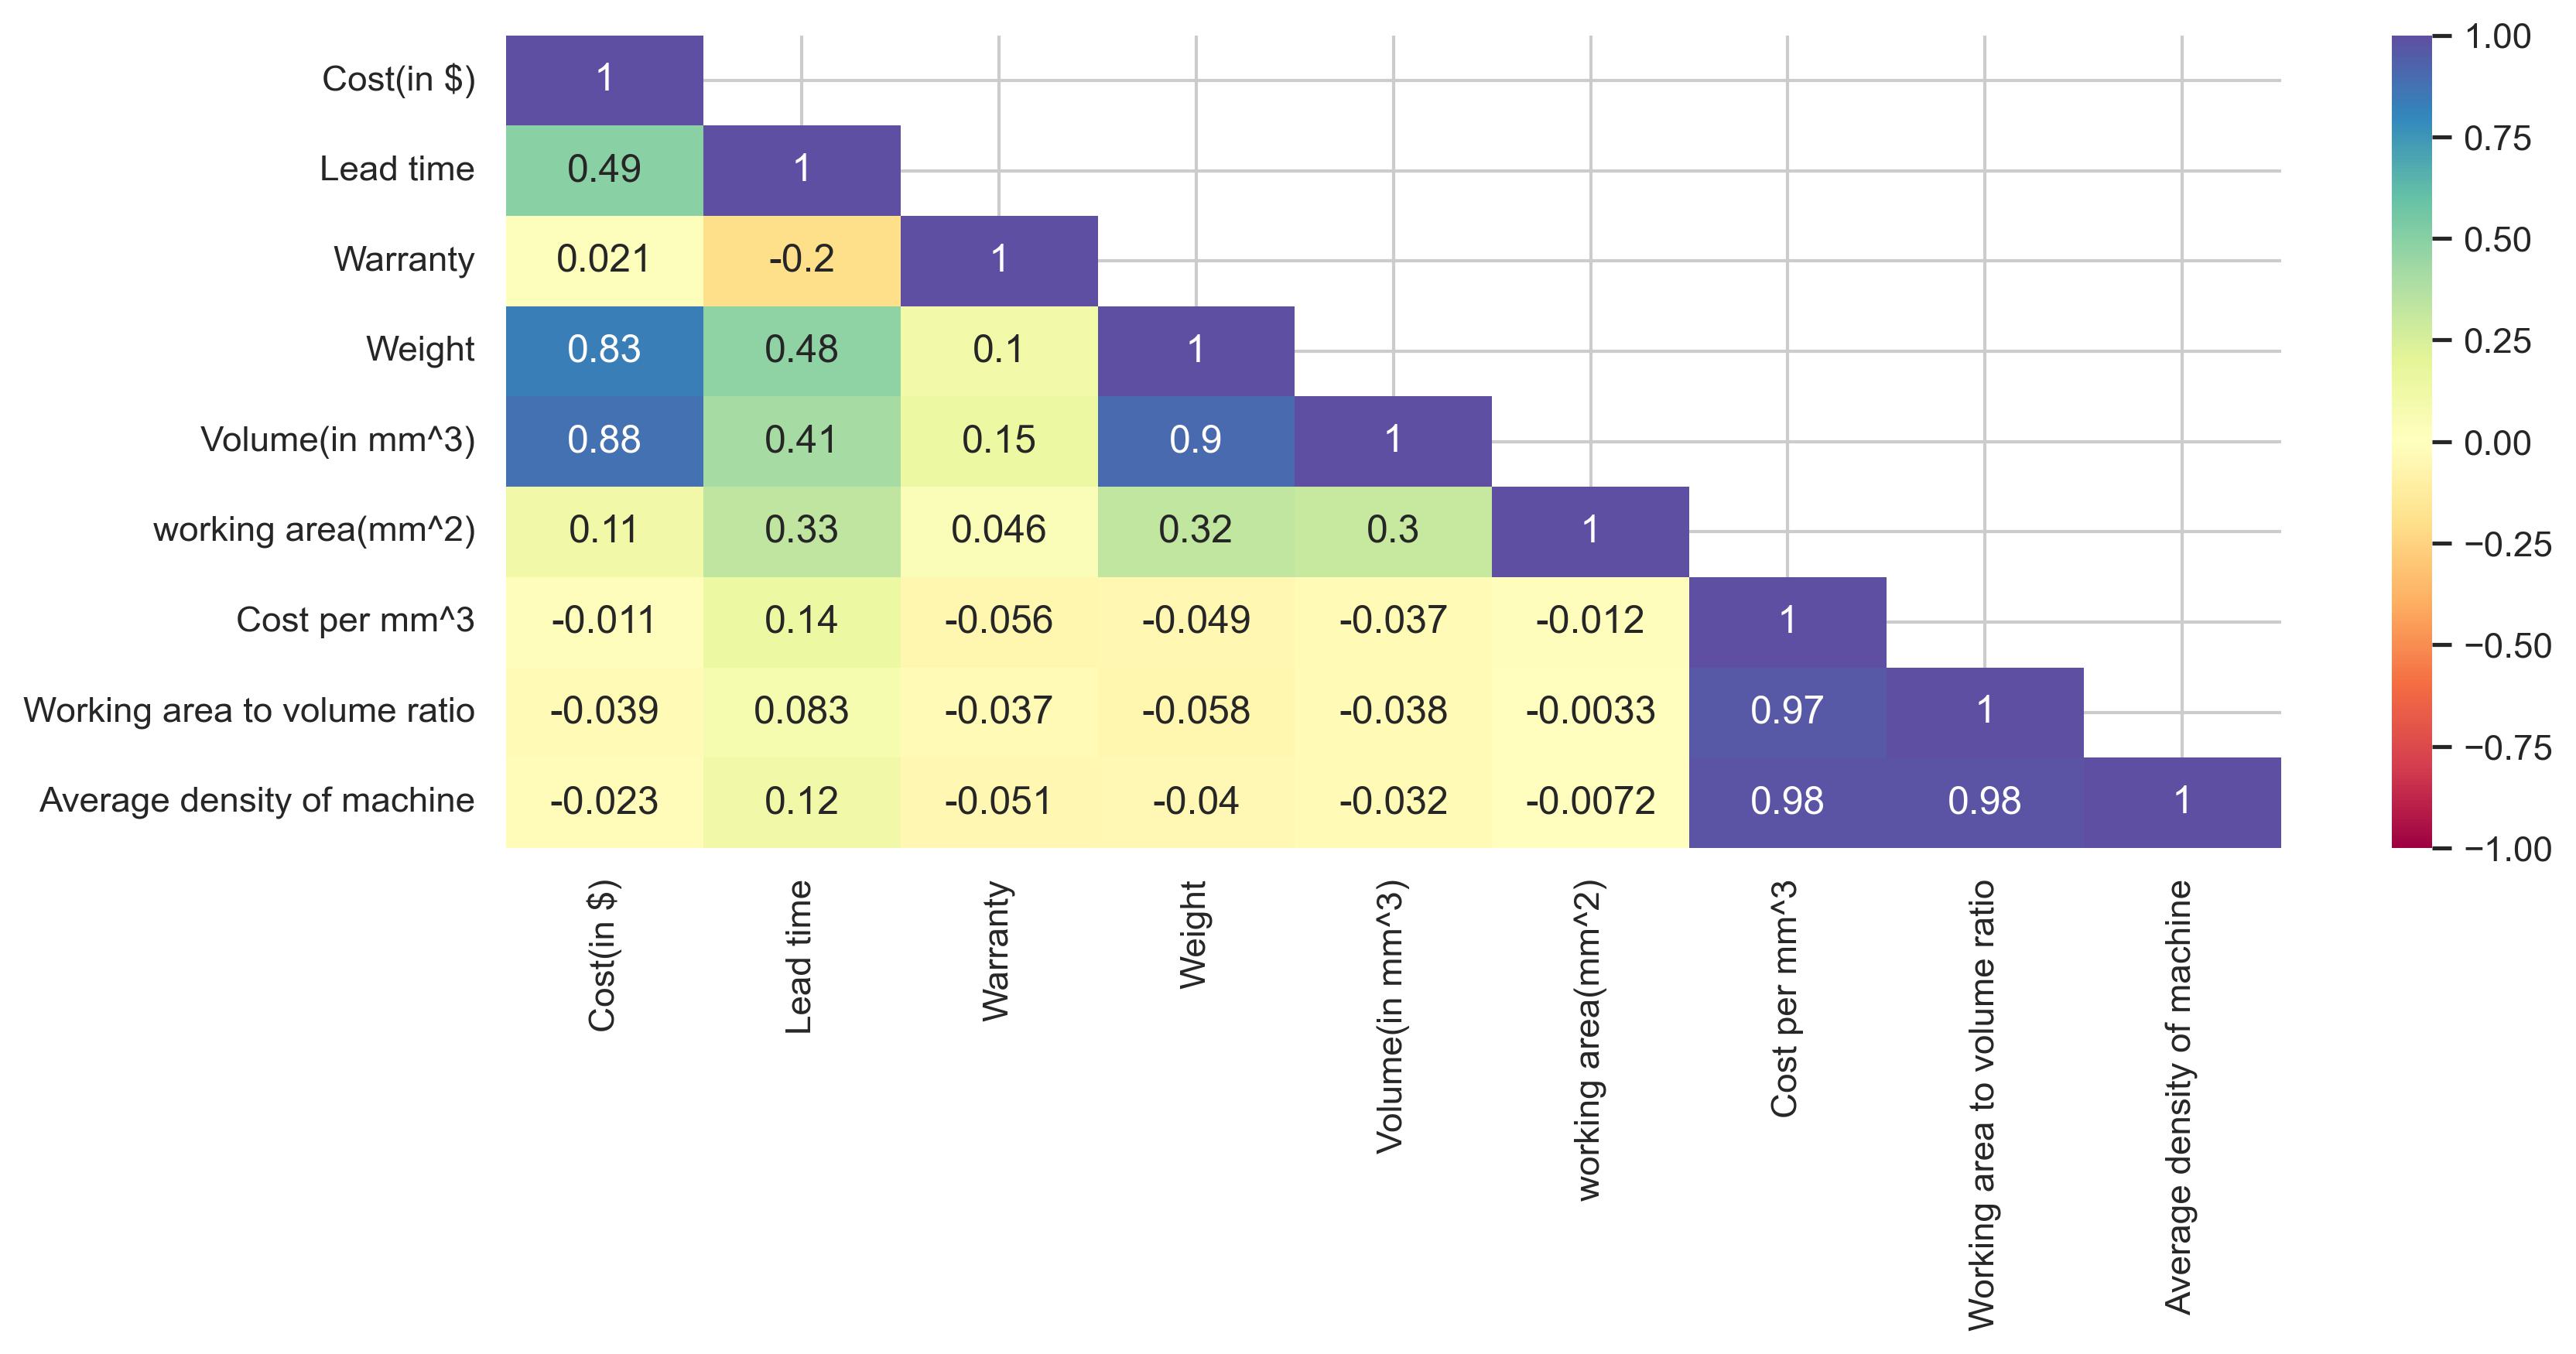 Cost(in $) 1
Lead time 0.49 1
Warranty 0.021 -0.2 1
Weight 0.83 0.48 0.1 1
Volume(in mm^3) 0.88 0.41 0.15 0.9 1
working area(mm^2) 0.11 0.33 0.046 0.32 0.3 1
Cost per mm^3 -0.011 0.14 -0.056 -0.049 -0.037 -0.012 1
Working area to volume ratio -0.039 0.083 -0.037 -0.058 -0.038 -0.0033 0.97 1
Average density of machine -0.023 0.12 -0.051 -0.04 -0.032 -0.0072 0.98 0.98 1
Cost(in $)
Lead time
Warranty
Weight
Volume(in mm^3)
working area(mm^2)
Cost per mm^3
Working area to volume ratio
Average density of machine
1.00
0.75
0.50
0.25
0.00
−0.25
−0.50
−0.75
−1.00